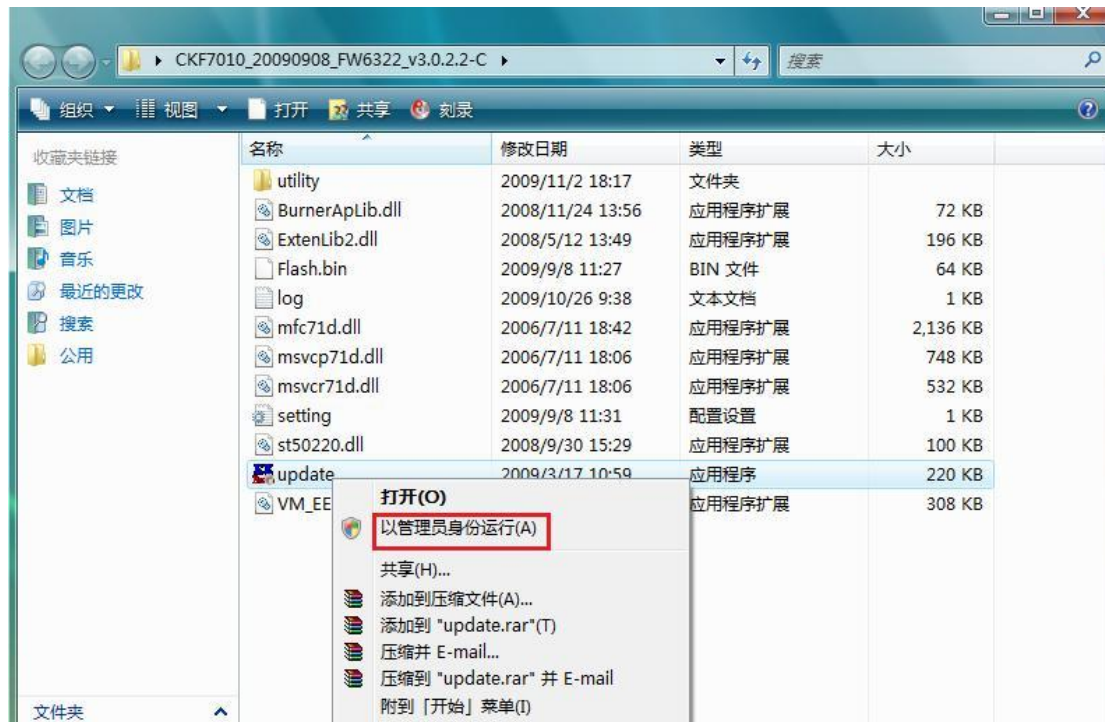 CKF7010_20090908_FW6322_v3.0.2.2-C
搜索
组织 视图 打开 共享 刻录
收藏夹链接
文档
图片
音乐
最近的更改
搜索
公用
文件夹
名称 修改日期 类型 大小
utility 2009/11/2 18:17 文件夹
BurnerApLib.dll 2008/11/24 13:56 应用程序扩展 72 KB
ExtenLib2.dll 2008/5/12 13:49 应用程序扩展 196 KB
Flash.bin 2009/9/8 11:27 BIN 文件 64 KB
log 2009/10/26 9:38 文本文档 1 KB
mfc71d.dll 2006/7/11 18:42 应用程序扩展 2,136 KB
msvcp71d.dll 2006/7/11 18:06 应用程序扩展 748 KB
msvcr71d.dll 2006/7/11 18:06 应用程序扩展 532 KB
setting 2009/9/8 11:31 配置设置 1 KB
st50220.dll 2008/9/30 15:29 应用程序扩展 100 KB
update 2009/3/17 10:59 应用程序 220 KB
VM_EE 应用程序扩展 308 KB
打开(O)
以管理员身份运行(A)
共享(H)...
添加到压缩文件(A)...
添加到 "update.rar"(T)
压缩并 E-mail...
压缩到 "update.rar" 并 E-mail
附到「开始」菜单(I)